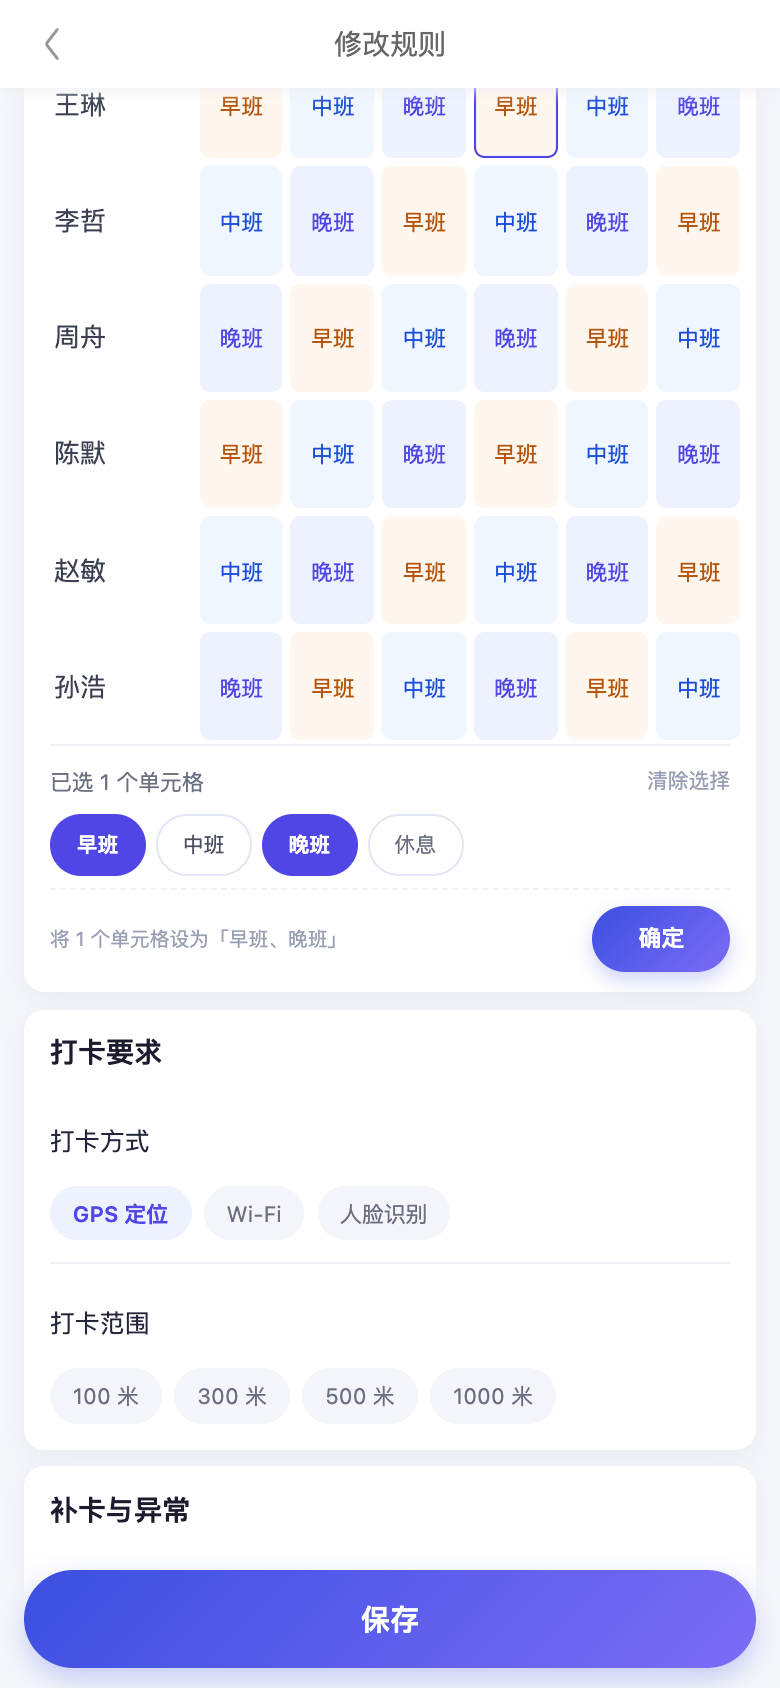 修改规则
王琳 早班 中班 晚班 早班 中班 晚班
李哲 中班 晚班 早班 中班 晚班 早班
周舟 晚班 早班 中班 晚班 早班 中班
陈默 早班 中班 晚班 早班 中班 晚班
赵敏 中班 晚班 早班 中班 晚班 早班
孙浩 晚班 早班 中班 晚班 早班 中班
已选 1 个单元格 清除选择
早班 中班 晚班 休息
将 1 个单元格设为「早班、晚班」 确定
打卡要求
打卡方式
GPS 定位 Wi-Fi 人脸识别
打卡范围
100 米 300 米 500 米 1000 米
补卡与异常
保存